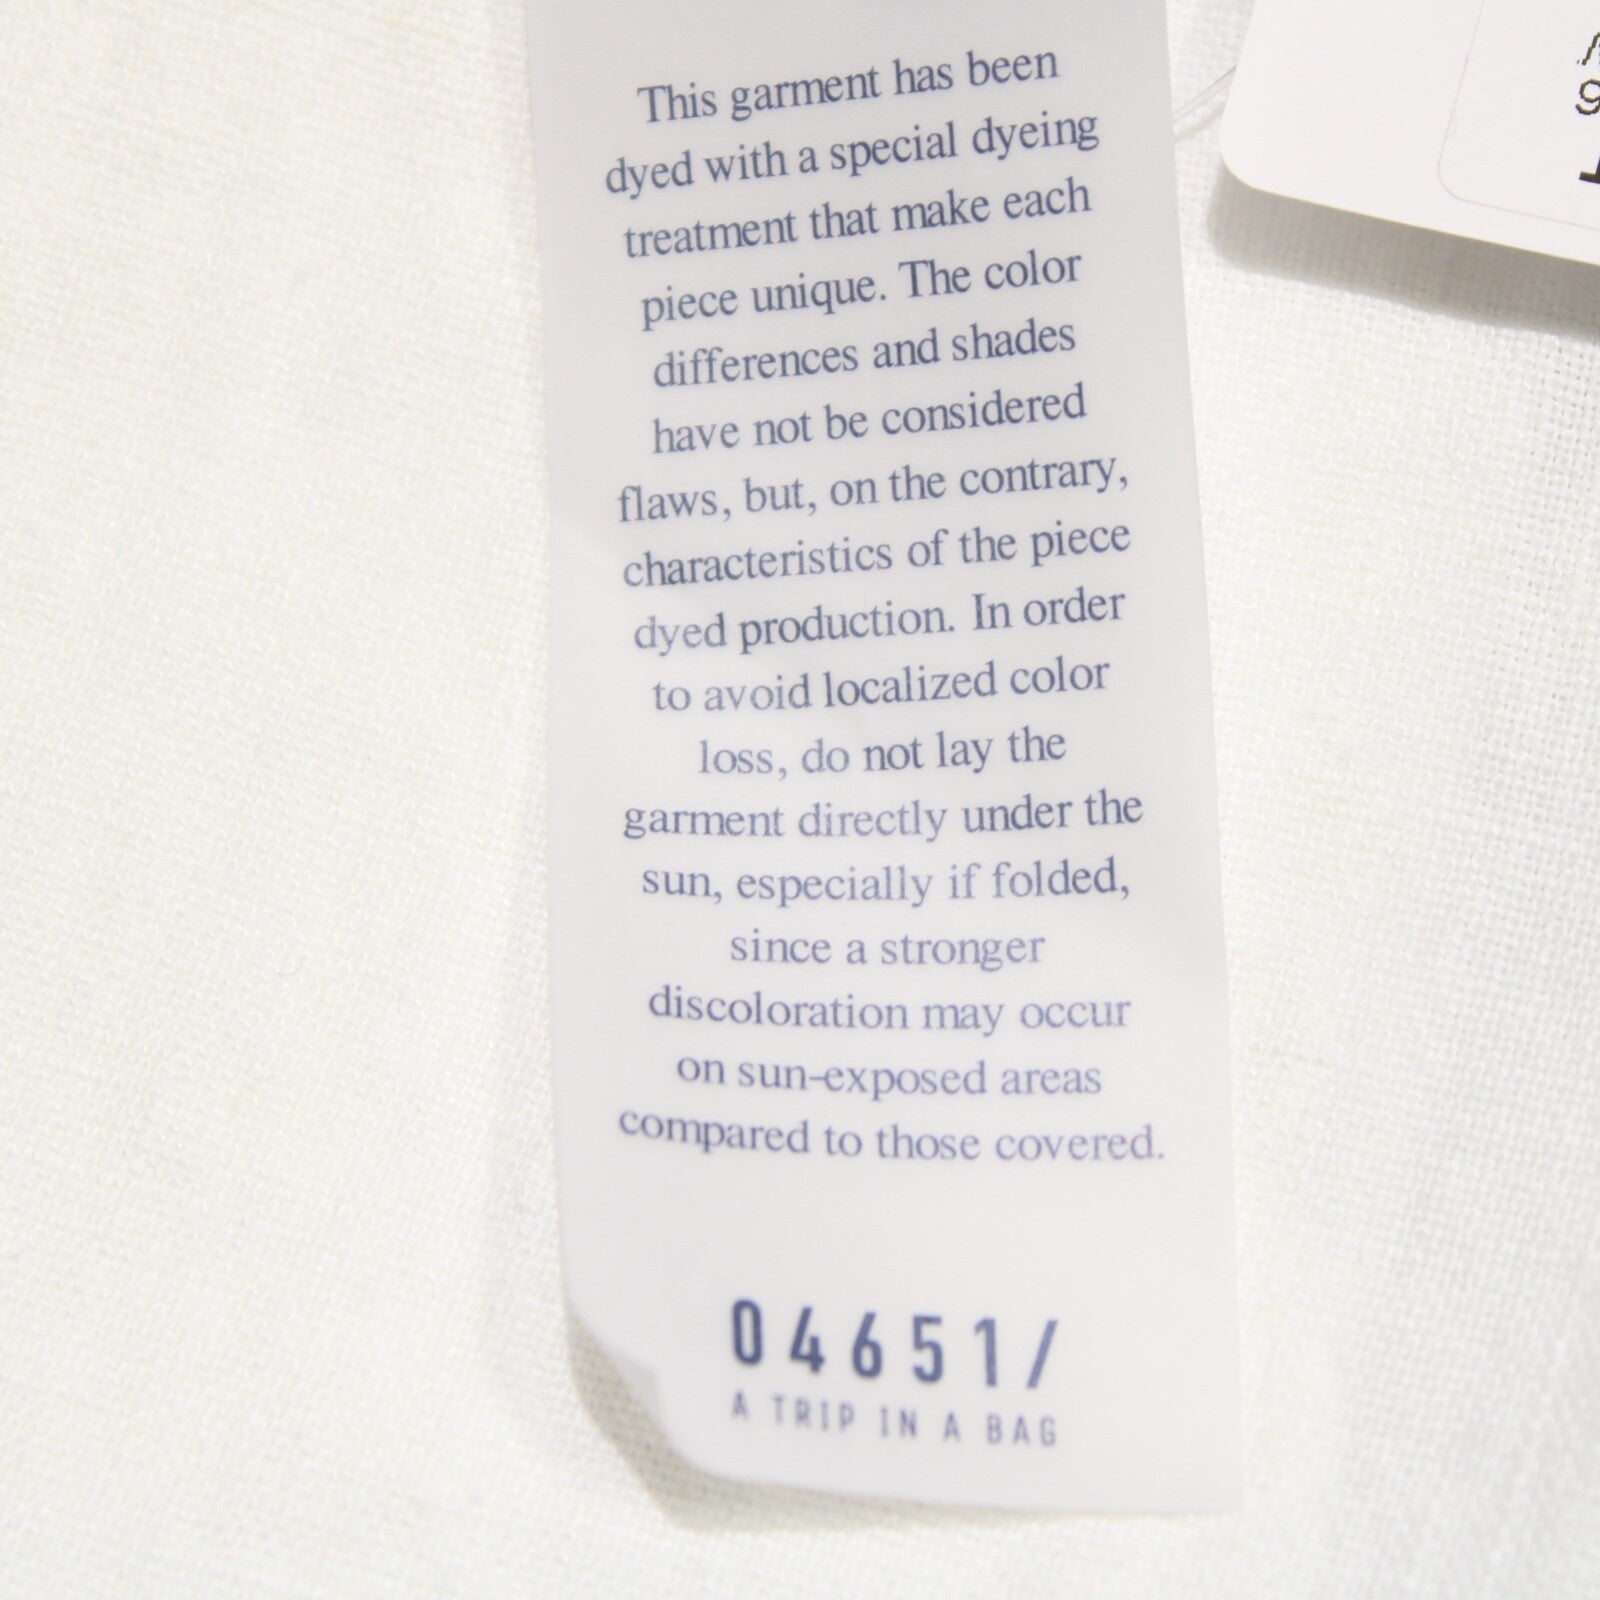 This garment has been
dyed with a special dyeing
treatment that make each
piece unique. The color
differences and shades
have not be considered
flaws, but, on the contrary,
characteristics of the piece
dyed production. In order
to avoid localized color
loss, do not lay the
garment directly under the
sun, especially if folded,
since a stronger
discoloration may occur
on sun-exposed areas
compared to those covered.
04651/
A TRIP IN A BAG